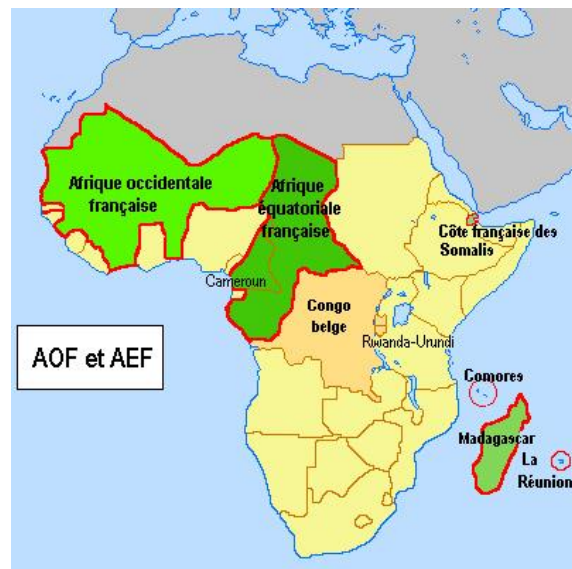 Afrique occidentale
française
Afrique
équatoriale
française
Côte française des
Somalis
Cameroun
Congo
belge
Rwanda-Urundi
AOF et AEF
Comores
Madagascar
La
Réunion